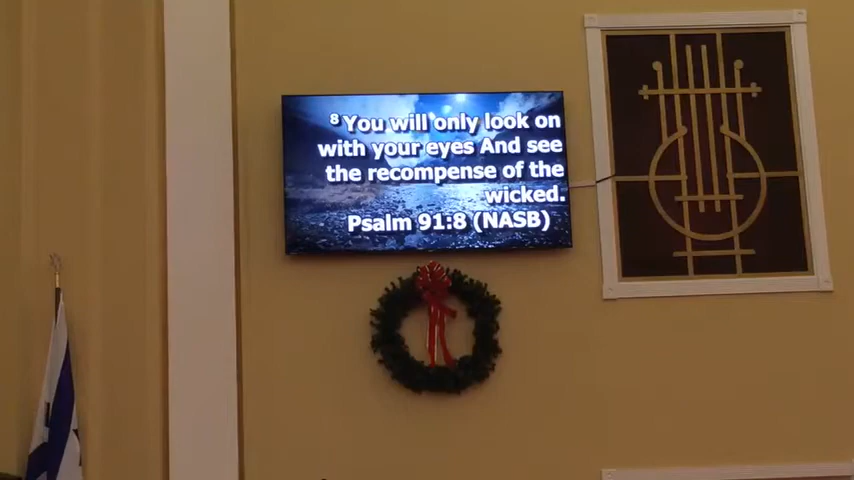 8 You will only look on
with your eyes And see
the recompense of the
wicked.
Psalm 91:8 (NASB)